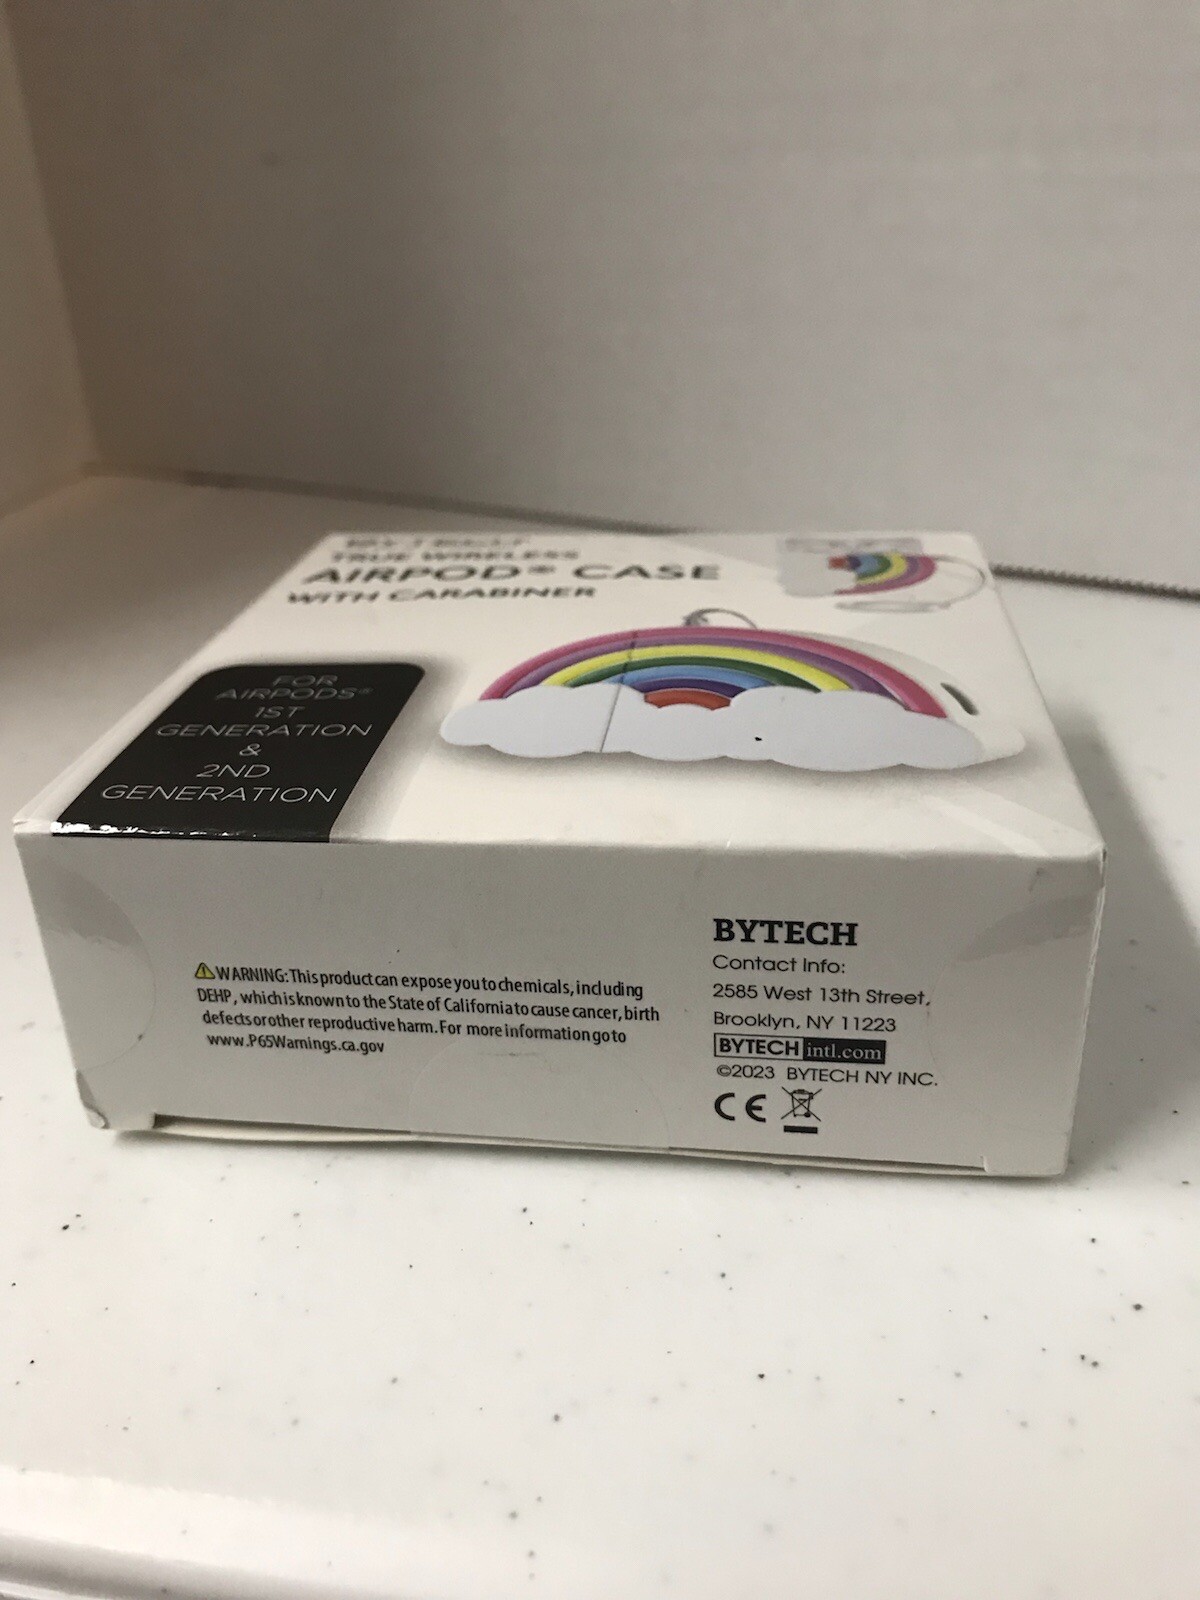 BYTECH
TRUE WIRELESS
AIRPOD® CASE
WITH CARABINER
FOR
AIRPODS®
1ST
GENERATION
&
2ND
GENERATION
⚠WARNING: This product can expose you to chemicals, including
DEHP, which is known to the State of California to cause cancer, birth
defects or other reproductive harm. For more information go to
www.P65Warnings.ca.gov
BYTECH
Contact Info:
2585 West 13th Street,
Brooklyn, NY 11223
BYTECH intl.com
©2023 BYTECH NY INC.
CE